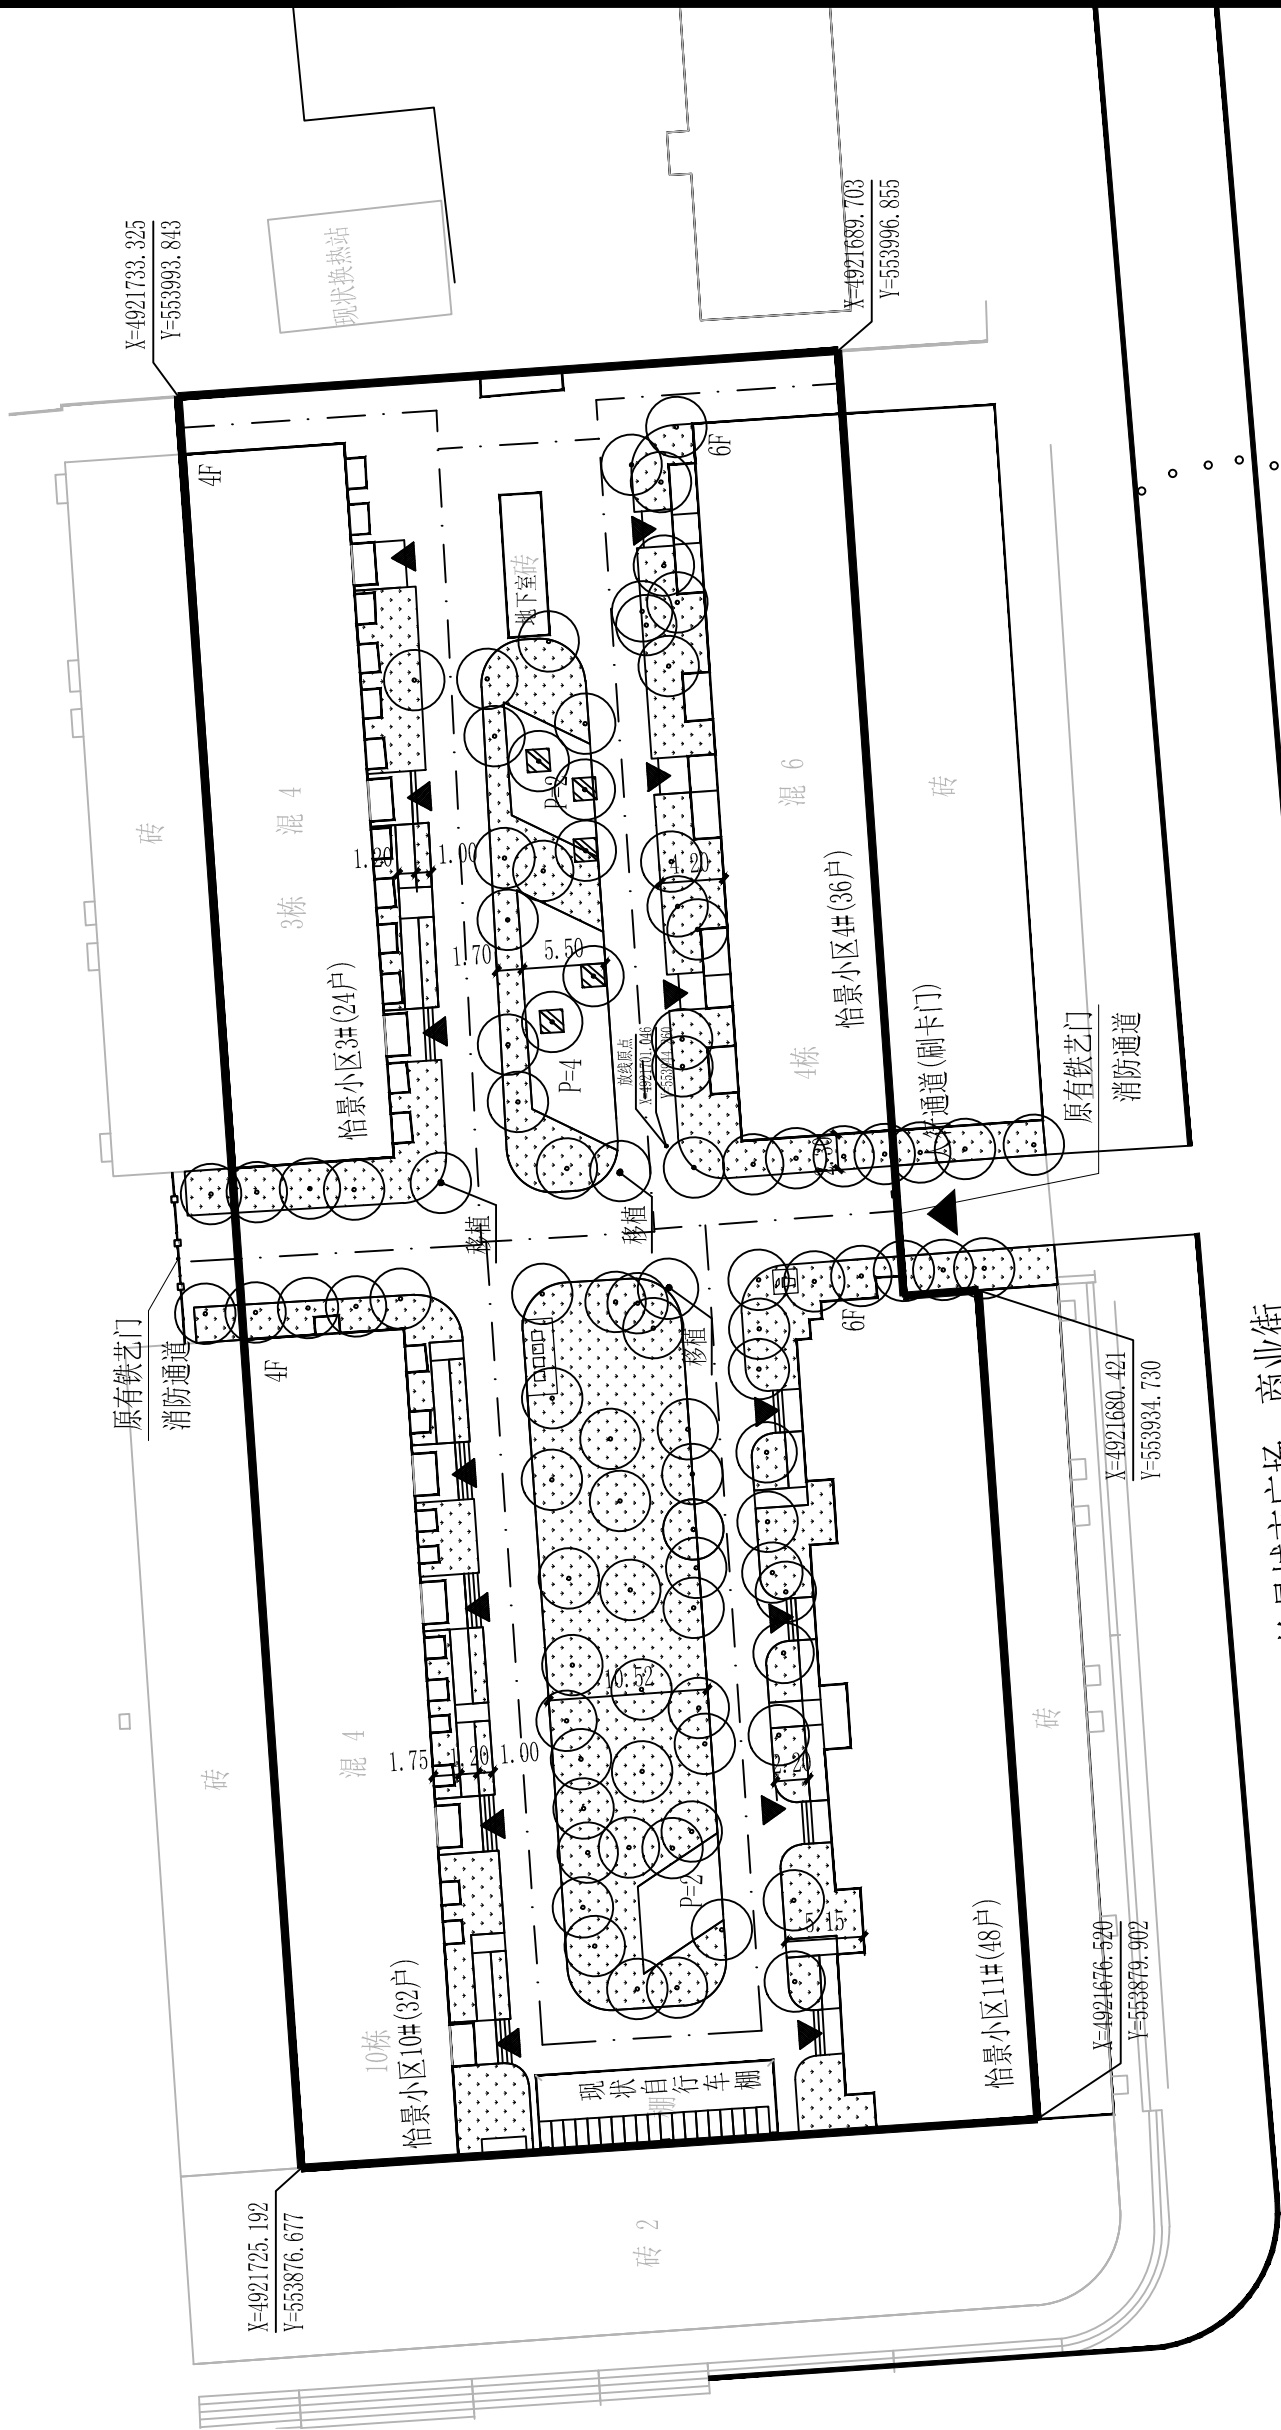 X=4921733.325
Y=553993.843
现状换热站
X=4921689.703
Y=553996.855
4F
6F
地下室
砖
砖
混 4
3栋
怡景小区3#(24户)
1.20
1.00
1.70
5.50
P=2
P=4
4.20
混 6
砖
4栋
怡景小区4#(36户)
放线原点
原有铁艺门
消防通道
移植
移植
移植
原有铁艺门
消防通道
4F
6F
X=4921680.421
Y=553934.730
砖
混 4
10栋
怡景小区10#(32户)
1.75
1.20
1.00
10.52
P=2
2.20
5.15
砖
怡景小区11#(48户)
X=4921676.520
Y=553879.902
现状自行车棚
棚
X=4921725.192
Y=553876.677
砖 2
商业街